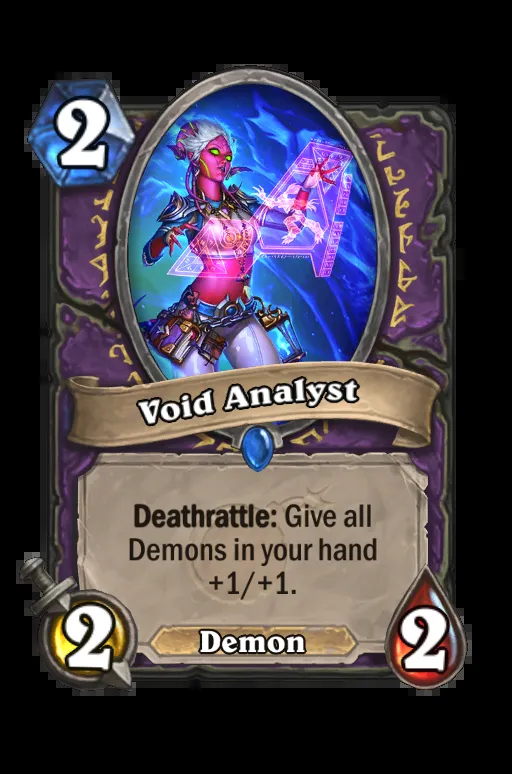 2
Void Analyst
Deathrattle: Give all
Demons in your hand
+1/+1.
2
Demon
2